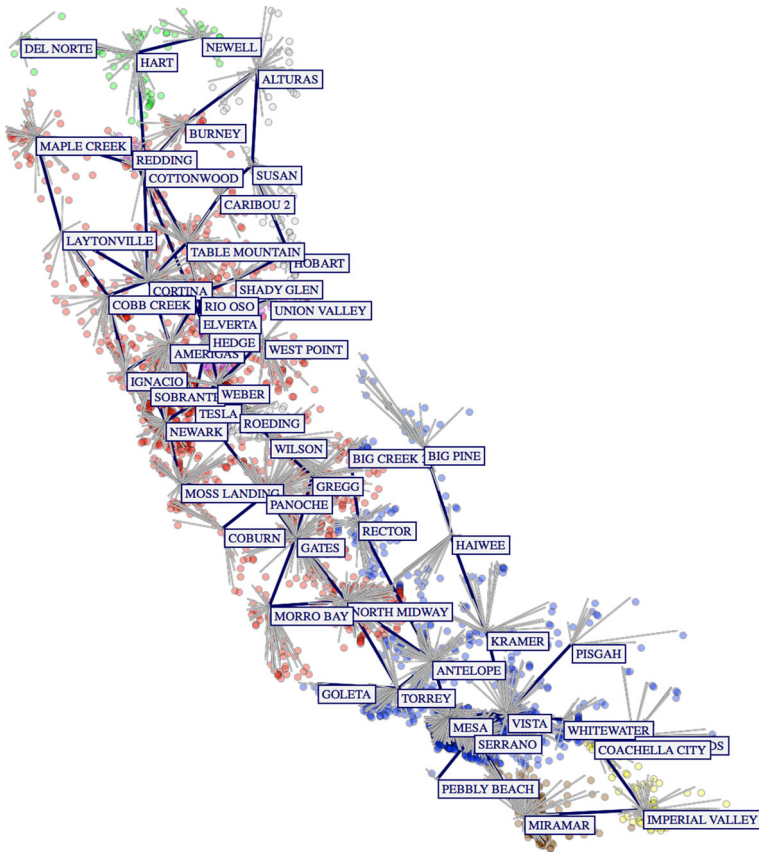 DEL NORTE
NEWELL
HART
ALTURAS
BURNEY
MAPLE CREEK
REDDING
COTTONWOOD
SUSAN
CARIBOU 2
LAYTONVILLE
TABLE MOUNTAIN
HOBART
CORTINA
SHADY GLEN
COBB CREEK
RIO OSO
UNION VALLEY
ELVERTA
HEDGE
WEST POINT
AMERIGAS
IGNACIO
SOBRANTE
WEBER
TESLA
ROEDING
NEWARK
WILSON
BIG CREEK
BIG PINE
GREGG
MOSS LANDING
PANOCHE
RECTOR
COBURN
GATES
HAIWEE
MORRO BAY
NORTH MIDWAY
KRAMER
PISGAH
ANTELOPE
GOLETA
TORREY
MESA
VISTA
WHITEWATER
SERRANO
COACHELLA CITY
DS
PEBBLY BEACH
MIRAMAR
IMPERIAL VALLEY